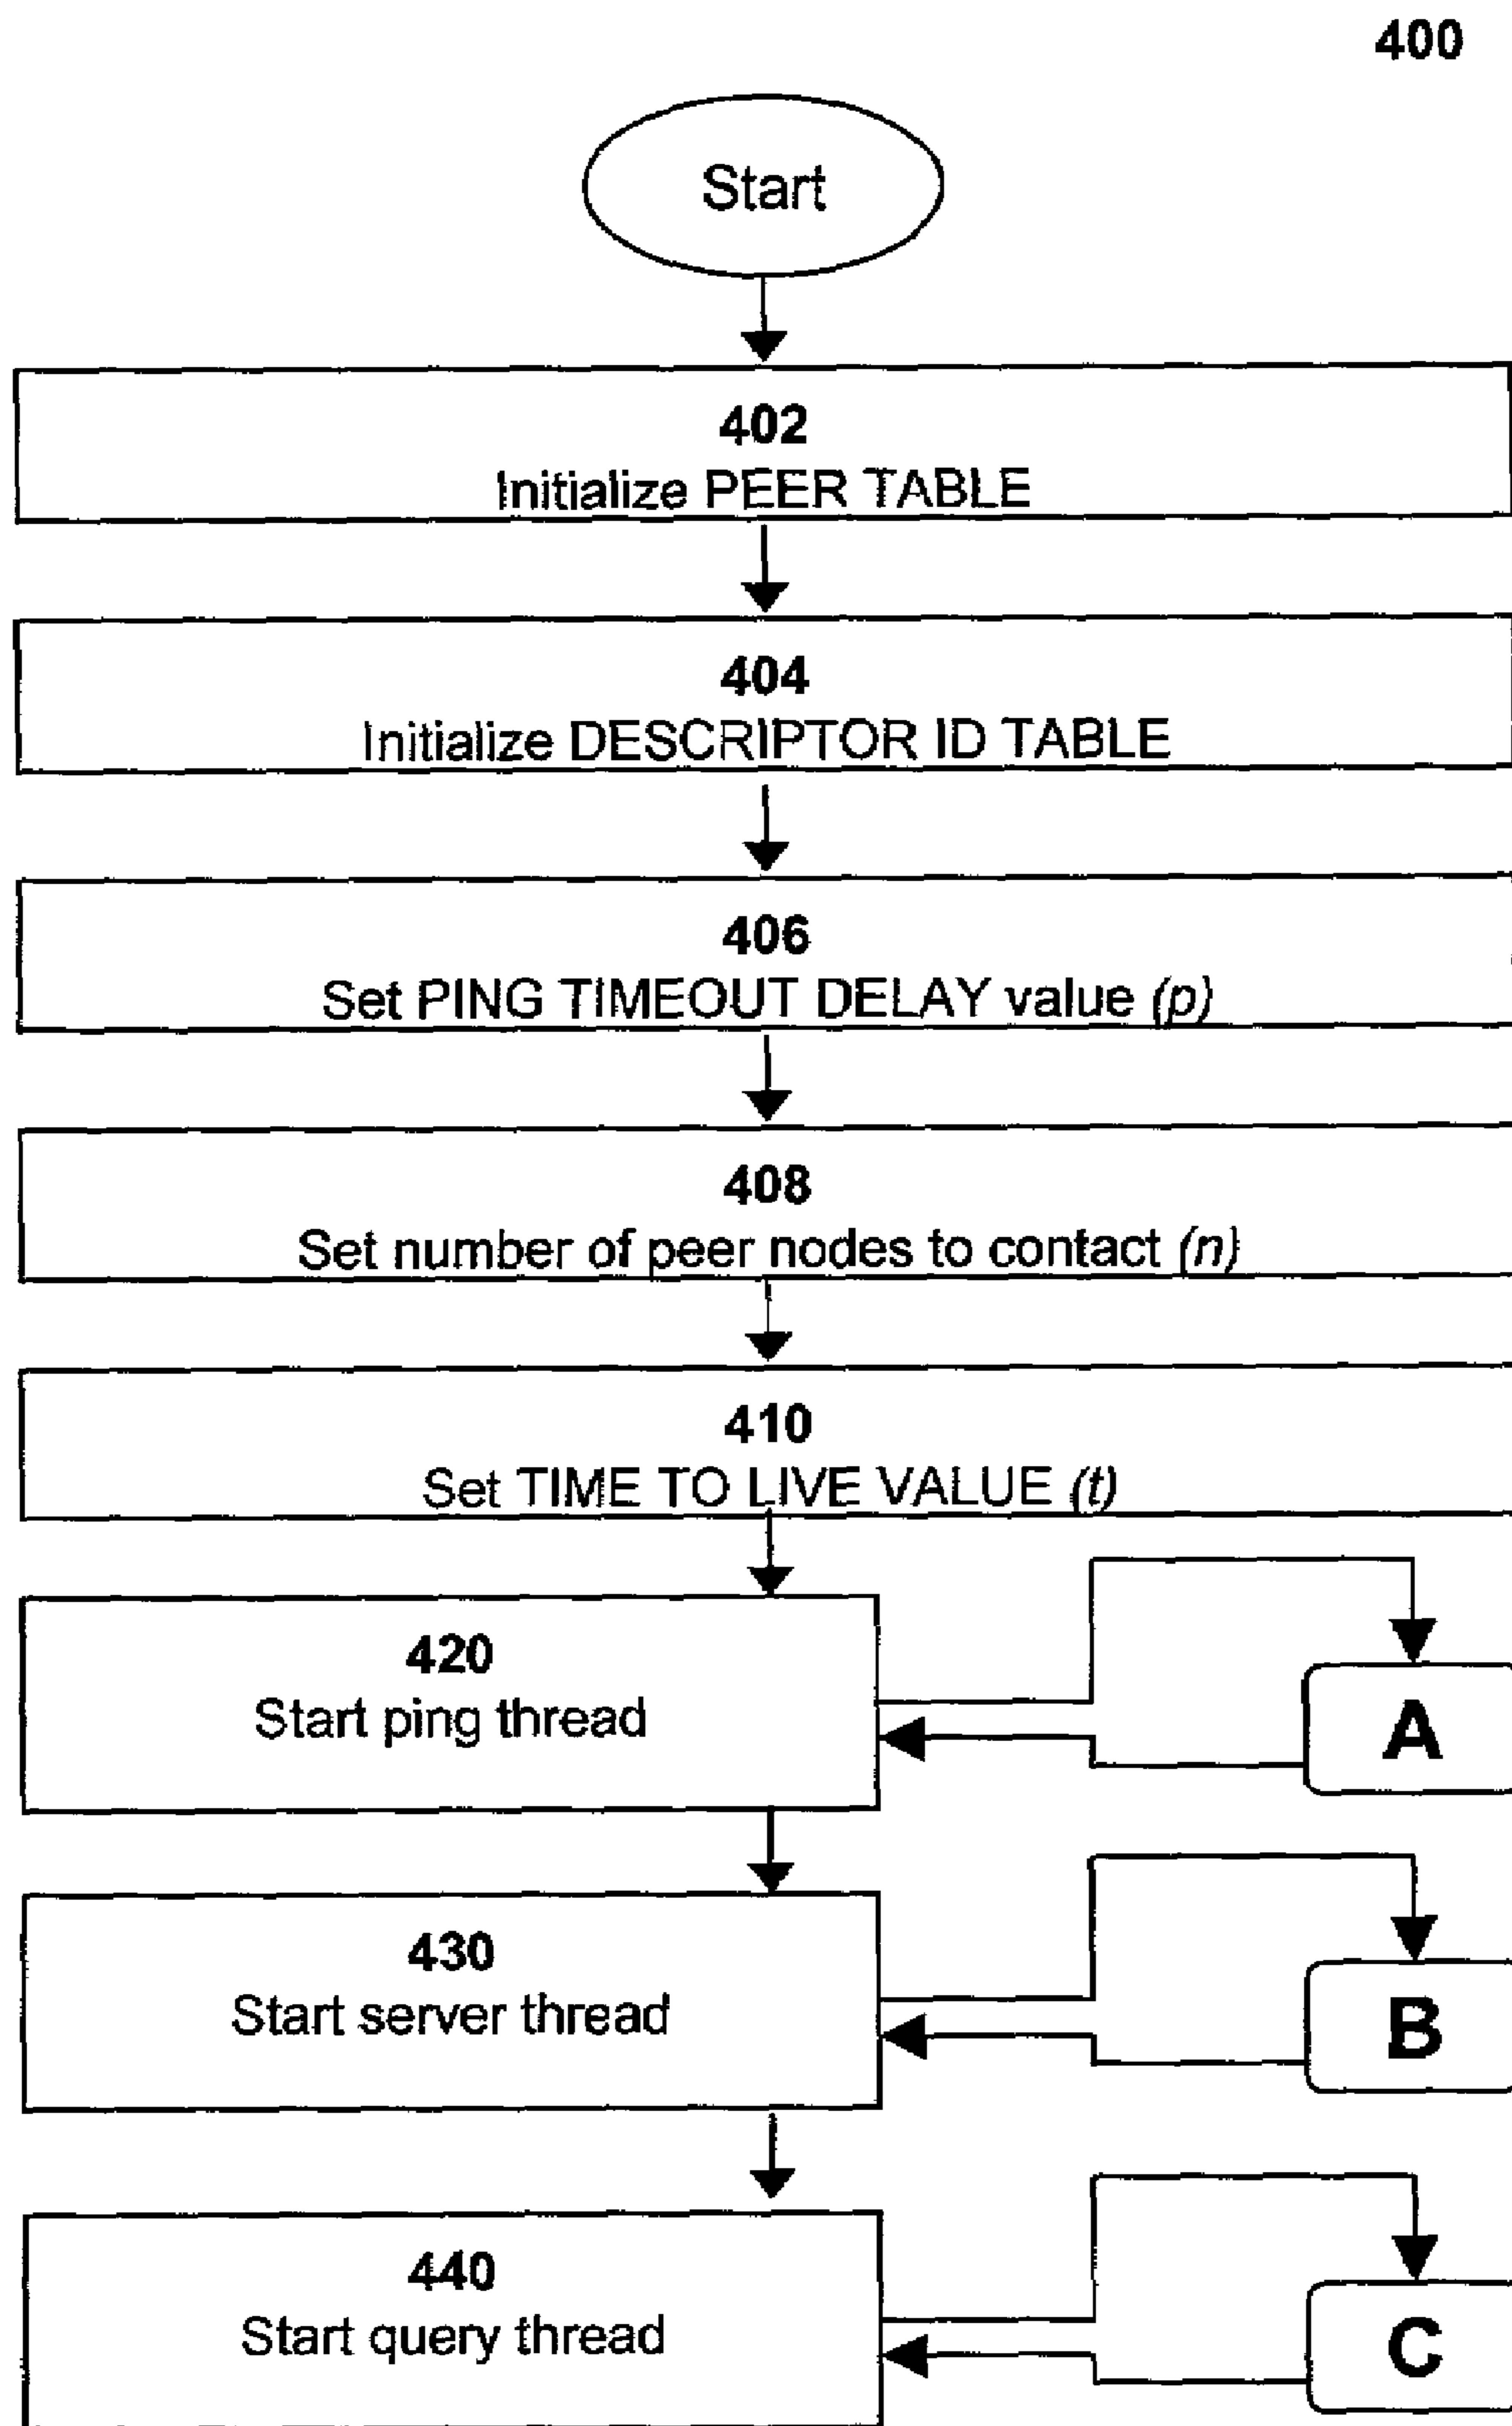 400
Start
402
Initialize PEER TABLE
404
Initialize DESCRIPTOR ID TABLE
406
Set PING TIMEOUT DELAY value (p)
408
Set number of peer nodes to contact (n)
410
Set TIME TO LIVE VALUE (t)
420
Start ping thread
A
430
Start server thread
B
440
Start query thread
C